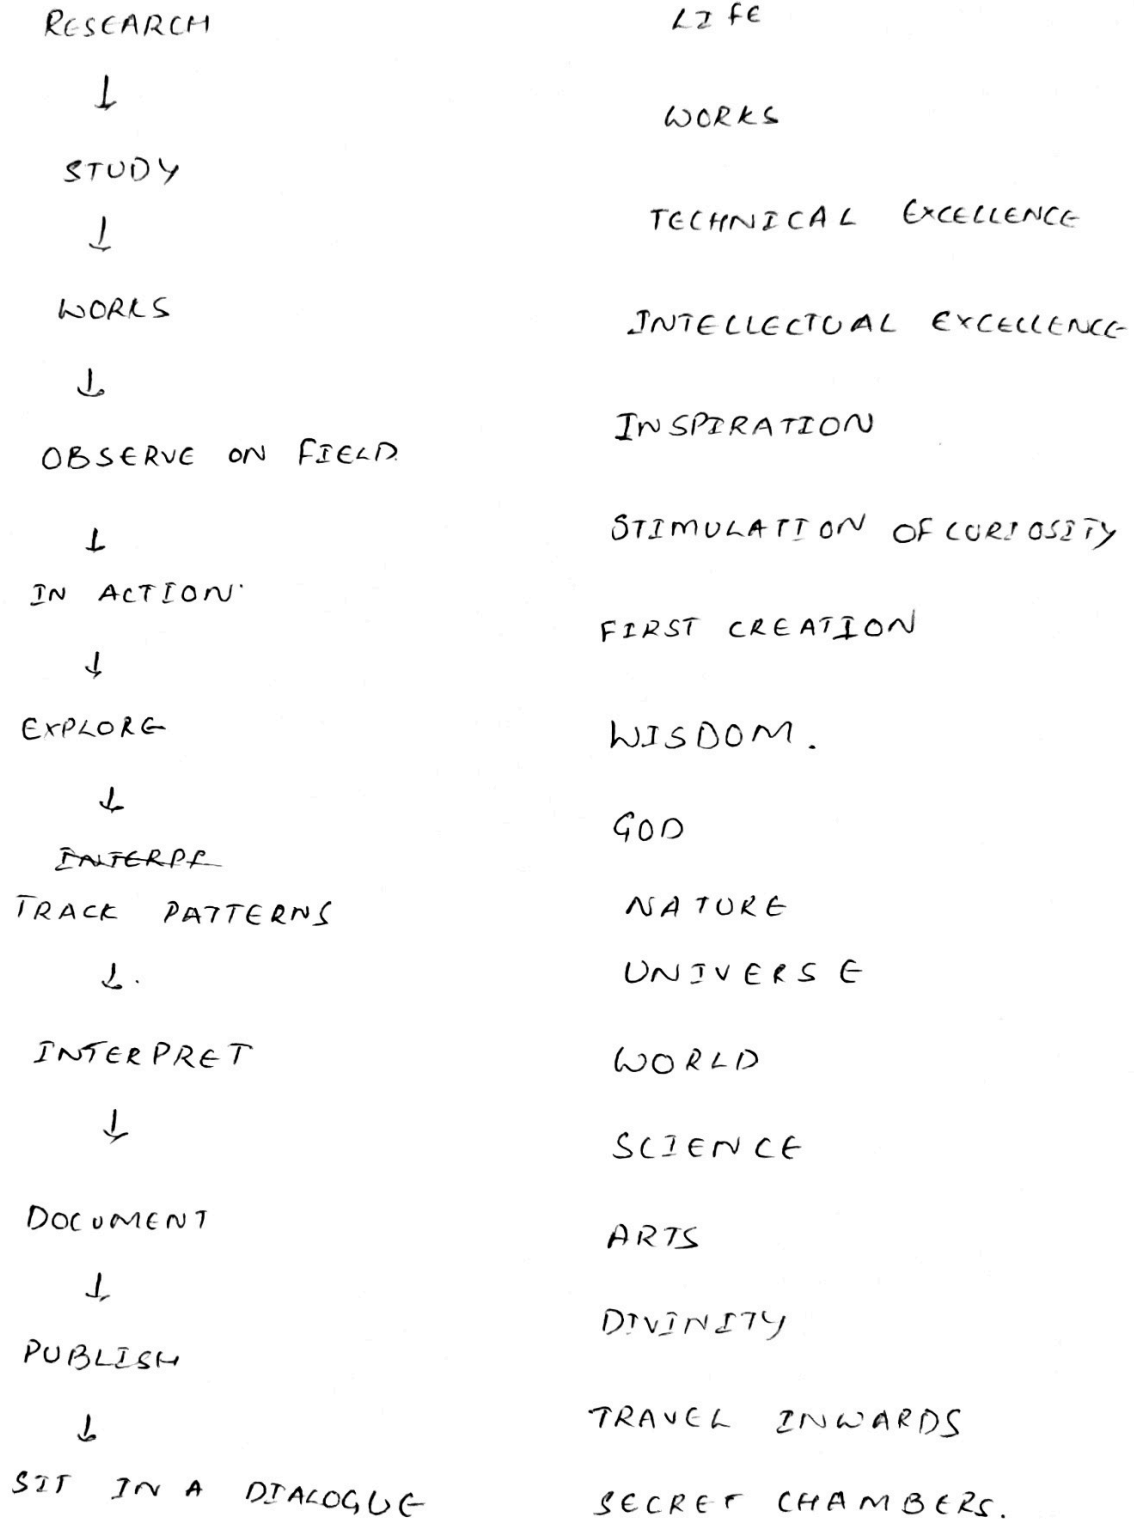 RESEARCH
↓
STUDY
↓
WORKS
↓
OBSERVE ON FIELD
↓
IN ACTION
↓
EXPLORE
↓
TRACK PATTERNS
↓
INTERPRET
↓
DOCUMENT
↓
PUBLISH
↓
SIT IN A DIALOGUE
LIFE
WORKS
TECHNICAL EXCELLENCE
INTELLECTUAL EXCELLENCE
INSPIRATION
STIMULATION OF CURIOSITY
FIRST CREATION
WISDOM.
GOD
NATURE
UNIVERSE
WORLD
SCIENCE
ARTS
DIVINITY
TRAVEL INWARDS
SECRET CHAMBERS.